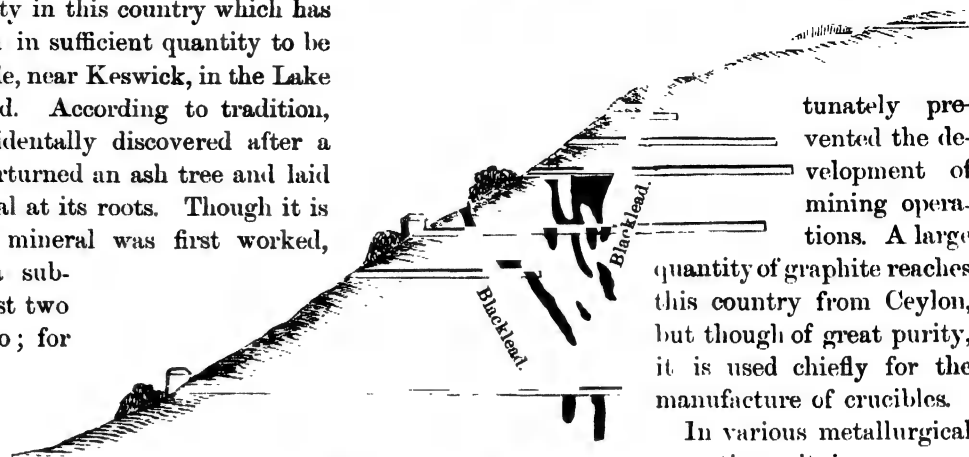 ty in this country which has
in sufficient quantity to be
le, near Keswick, in the Lake
d. According to tradition,
identally discovered after a
rturned an ash tree and laid
al at its roots. Though it is
mineral was first worked,
sub-
st two
o; for
Blacklead.
Blacklead.
tunately pre-
vented the de-
velopment of
mining opera-
tions. A large
quantity of graphite reaches
this country from Ceylon,
but though of great purity,
it is used chiefly for the
manufacture of crucibles.
In various metallurgical